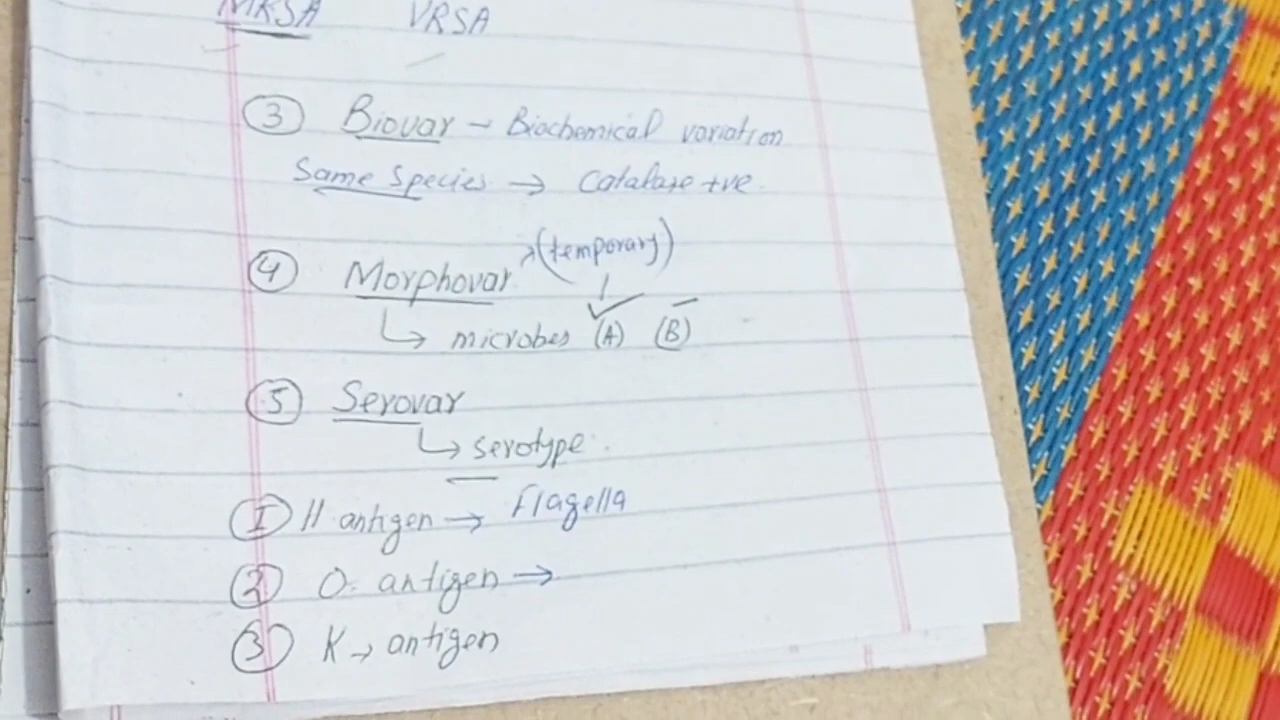 MRSA VRSA
③ Biovar - Biochemical variation
Same Species → Catalase +ve.
④ Morphovar → (temporary)
↳ microbes (A) (B)
⑤ Serovar
↳ serotype.
① H antigen → Flagella
② O. antigen →
③ K → antigen